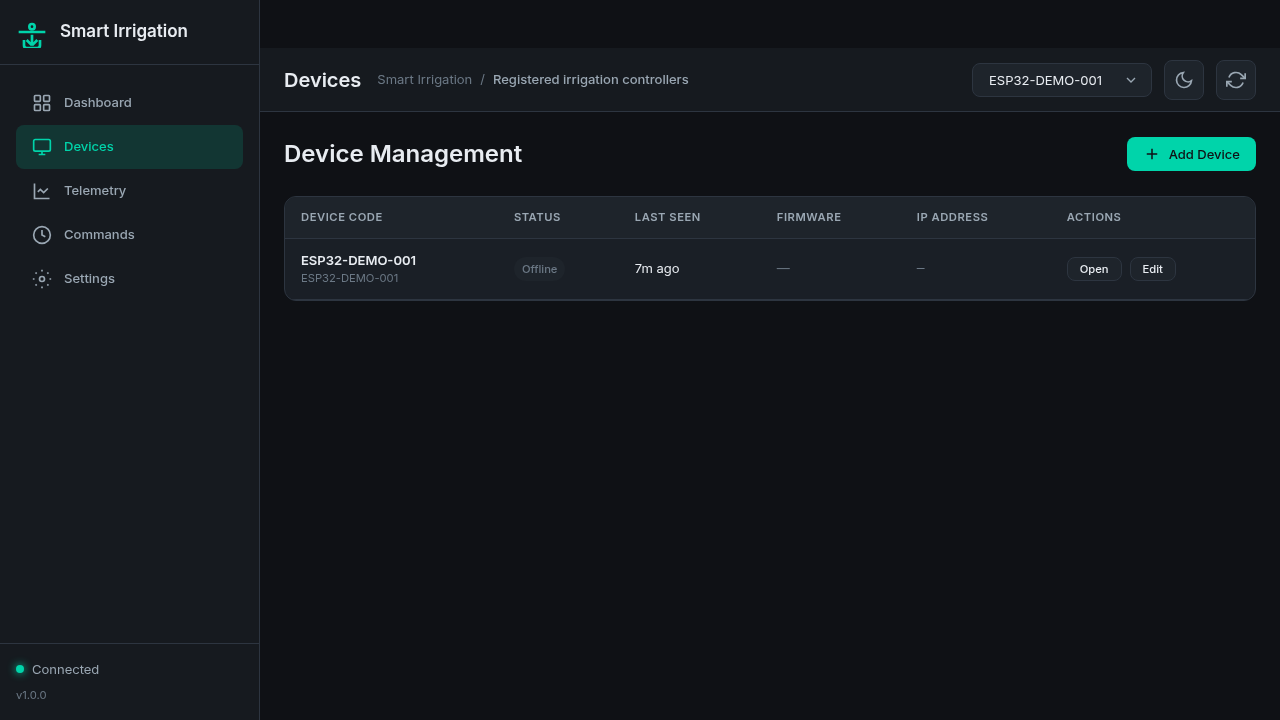 Smart Irrigation
Dashboard
Devices
Telemetry
Commands
Settings
Connected
v1.0.0
Devices Smart Irrigation / Registered irrigation controllers ESP32-DEMO-001
Device Management Add Device
DEVICE CODE STATUS LAST SEEN FIRMWARE IP ADDRESS ACTIONS
ESP32-DEMO-001
ESP32-DEMO-001 Offline 7m ago — – Open Edit